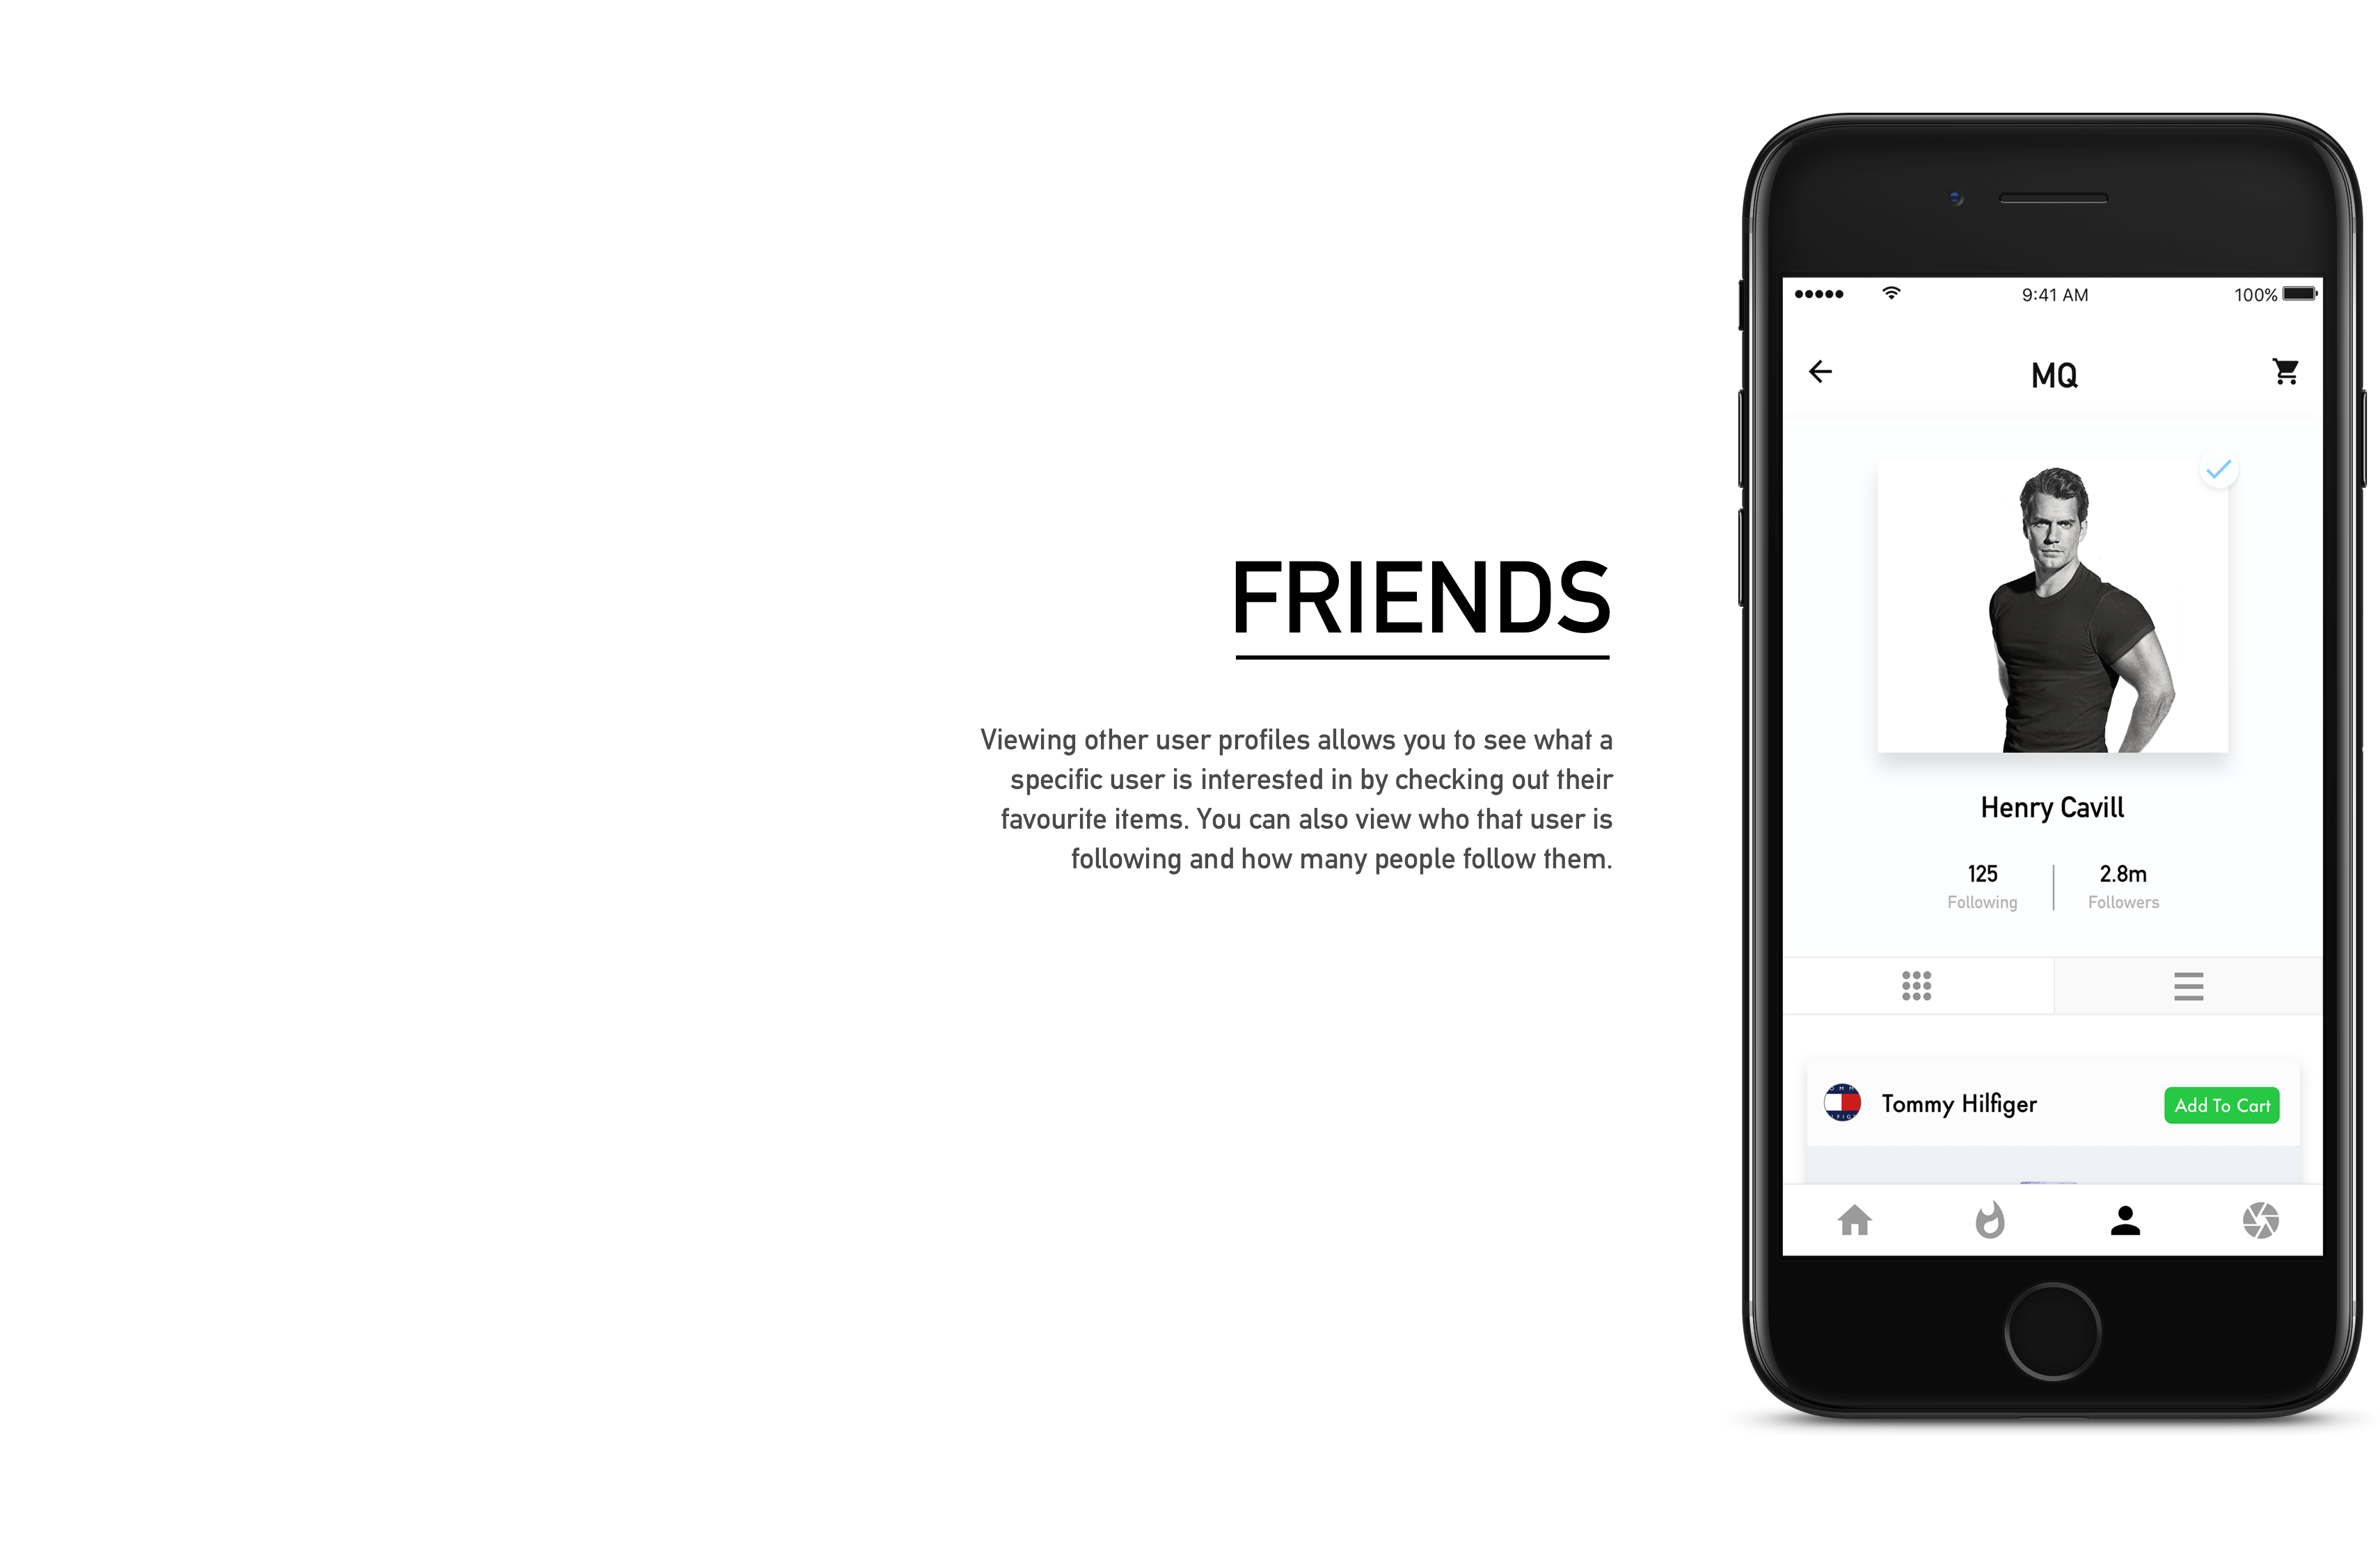 FRIENDS
Viewing other user profiles allows you to see what a
specific user is interested in by checking out their
favourite items. You can also view who that user is
following and how many people follow them.
9:41 AM
100%
MQ
Henry Cavill
125
Following
2.8m
Followers
Tommy Hilfiger
Add To Cart